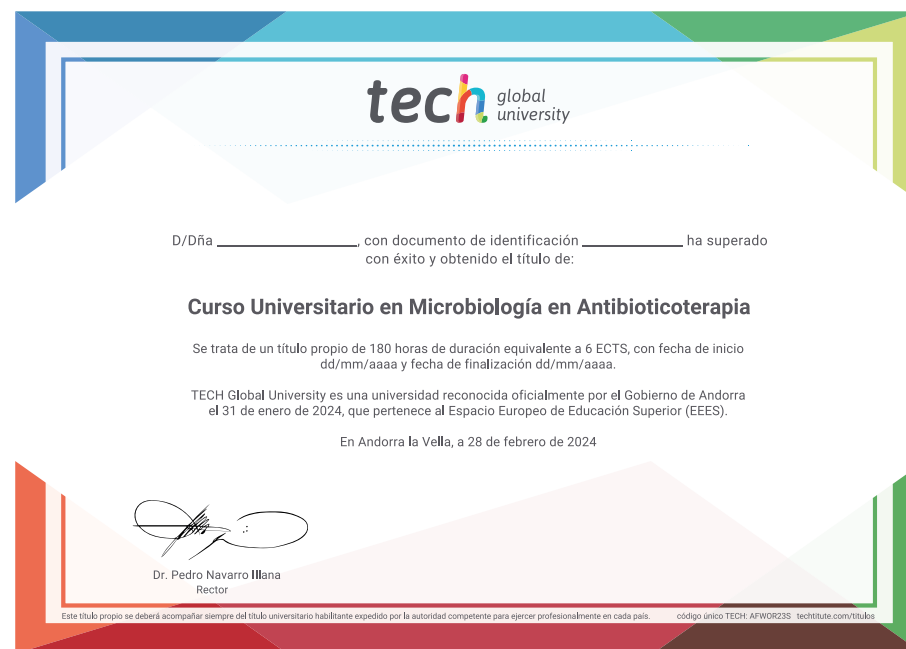 tech global university
D/Dña ______________, con documento de identificación __________ ha superado
con éxito y obtenido el título de:
Curso Universitario en Microbiología en Antibioticoterapia
Se trata de un título propio de 180 horas de duración equivalente a 6 ECTS, con fecha de inicio
dd/mm/aaaa y fecha de finalización dd/mm/aaaa.
TECH Global University es una universidad reconocida oficialmente por el Gobierno de Andorra
el 31 de enero de 2024, que pertenece al Espacio Europeo de Educación Superior (EEES).
En Andorra la Vella, a 28 de febrero de 2024
Dr. Pedro Navarro Illana
Rector
Este título propio se deberá acompañar siempre del título universitario habilitante expedido por la autoridad competente para ejercer profesionalmente en cada país. código único TECH: AFWOR23S techtitute.com/titulos